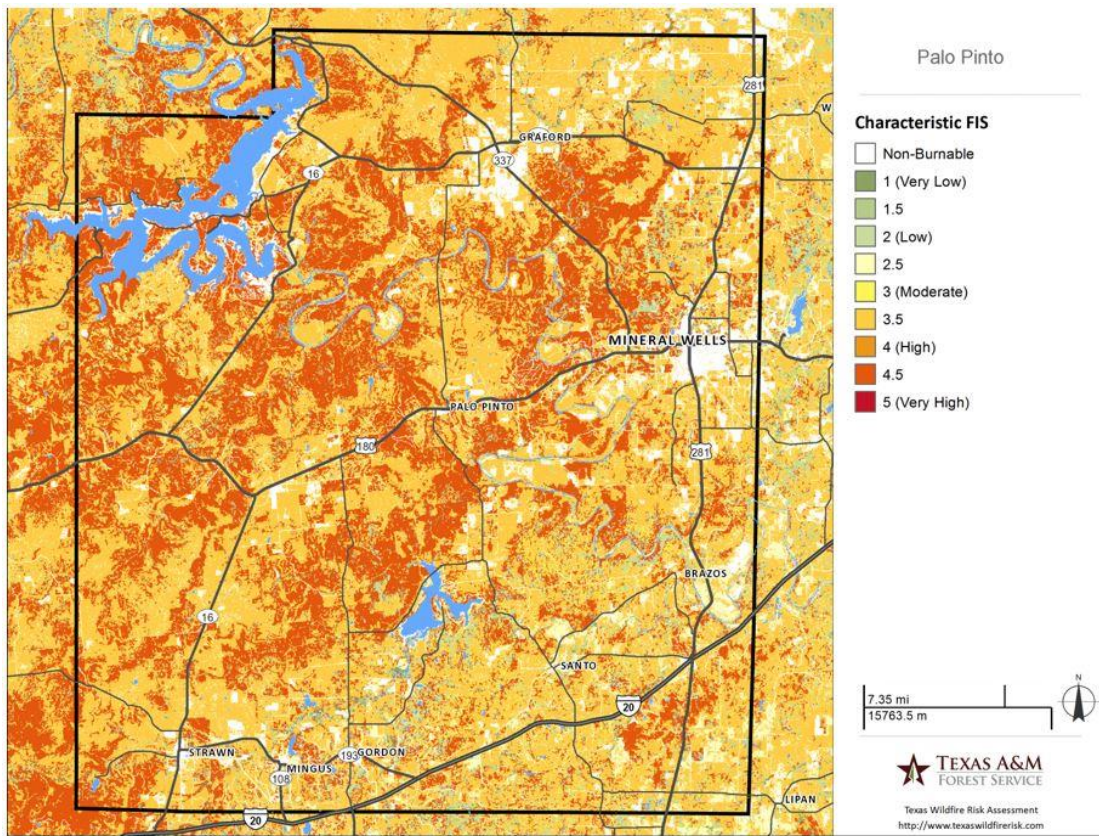 Palo Pinto
Characteristic FIS
Non-Burnable
1 (Very Low)
1.5
2 (Low)
2.5
3 (Moderate)
3.5
4 (High)
4.5
5 (Very High)
281
W
GRAFORD
337
16
MINERAL WELLS
PALO PINTO
180
281
BRAZOS
16
SANTO
20
STRAWN
193
GORDON
MINGUS
108
LIPAN
20
N
7.35 mi
15763.5 m
TEXAS A&M
FOREST SERVICE
Texas Wildfire Risk Assessment
http://www.texaswildfirerisk.com